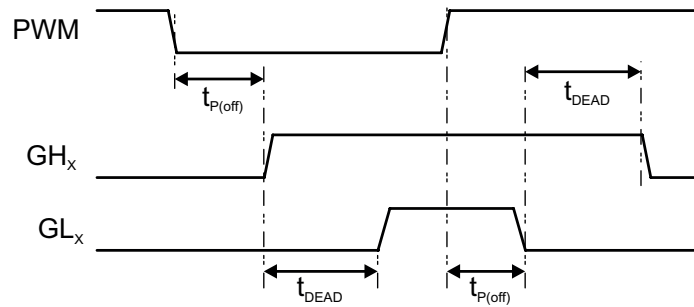 PWM
tP(off)
tDEAD
GHX
GLX
tDEAD
tP(off)